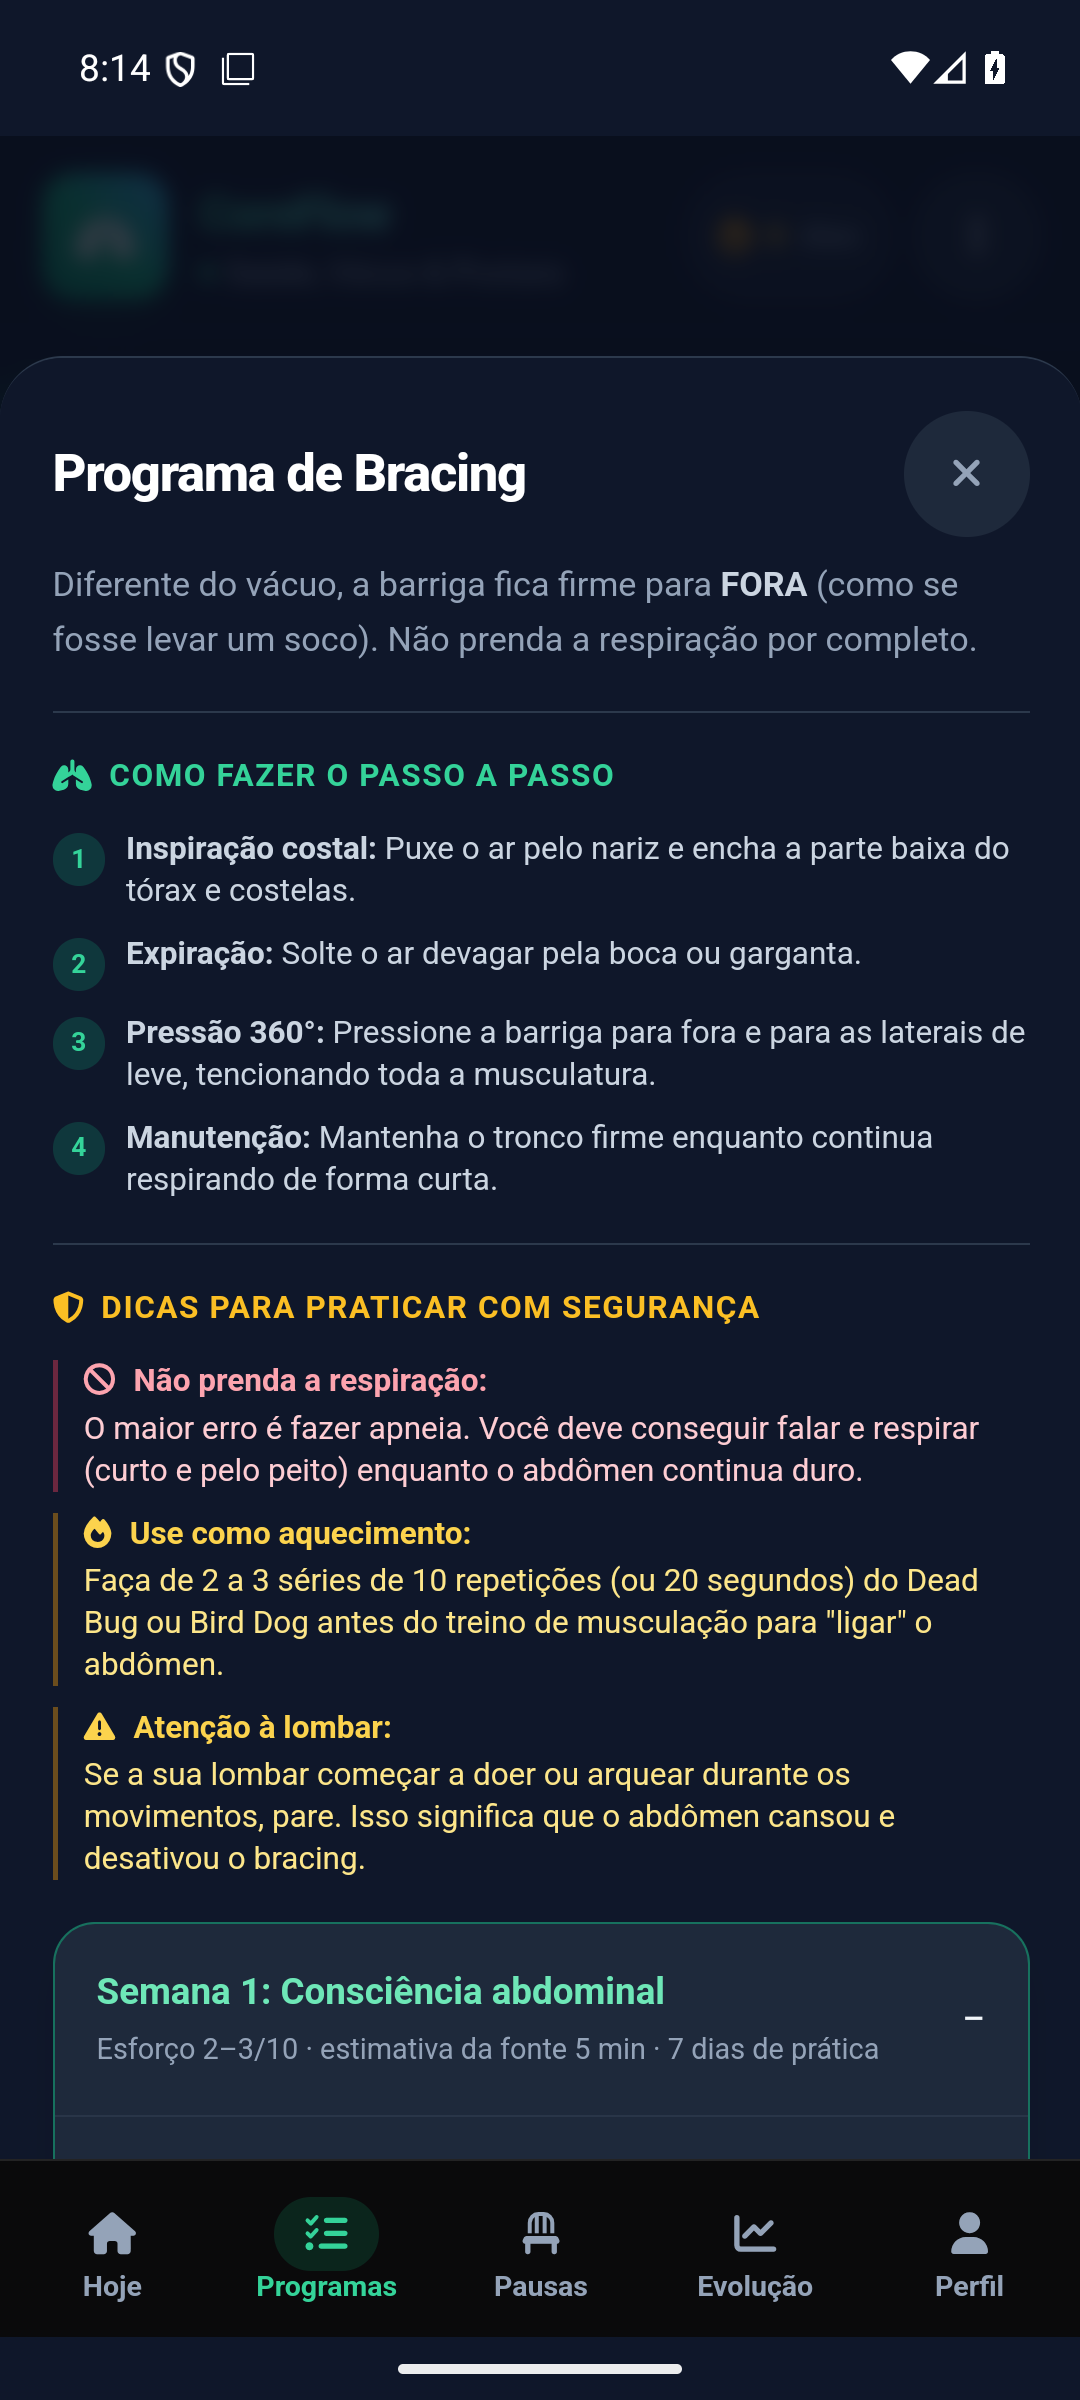 8:14
Programa de Bracing
Diferente do vácuo, a barriga fica firme para FORA (como se
fosse levar um soco). Não prenda a respiração por completo.
COMO FAZER O PASSO A PASSO
1 Inspiração costal: Puxe o ar pelo nariz e encha a parte baixa do
tórax e costelas.
2 Expiração: Solte o ar devagar pela boca ou garganta.
3 Pressão 360°: Pressione a barriga para fora e para as laterais de
leve, tencionando toda a musculatura.
4 Manutenção: Mantenha o tronco firme enquanto continua
respirando de forma curta.
DICAS PARA PRATICAR COM SEGURANÇA
Não prenda a respiração:
O maior erro é fazer apneia. Você deve conseguir falar e respirar
(curto e pelo peito) enquanto o abdômen continua duro.
Use como aquecimento:
Faça de 2 a 3 séries de 10 repetições (ou 20 segundos) do Dead
Bug ou Bird Dog antes do treino de musculação para "ligar" o
abdômen.
Atenção à lombar:
Se a sua lombar começar a doer ou arquear durante os
movimentos, pare. Isso significa que o abdômen cansou e
desativou o bracing.
Semana 1: Consciência abdominal
–
Esforço 2–3/10 · estimativa da fonte 5 min · 7 dias de prática
Hoje
Programas
Pausas
Evolução
Perfil